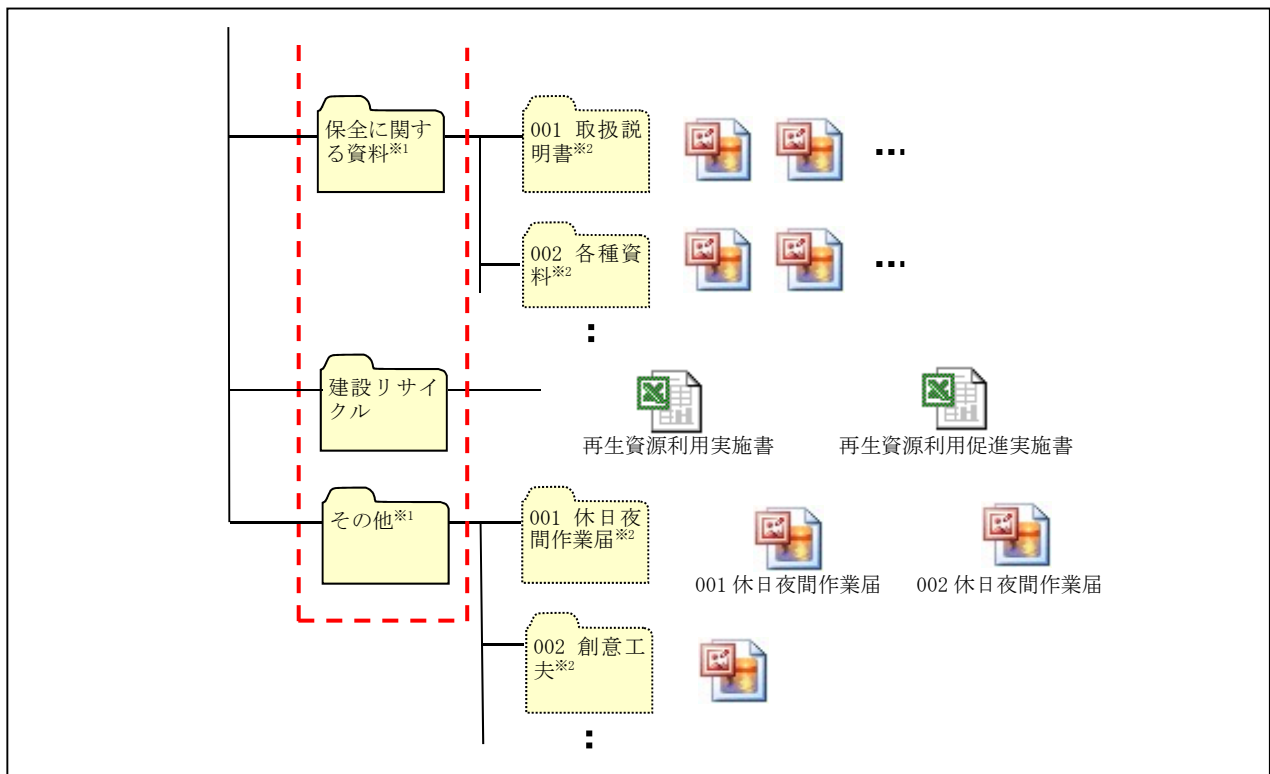 保全に関す
る資料※1
001 取扱説
明書※2
...
002 各種資
料※2
...
:
建設リサイ
クル
再生資源利用実施書
再生資源利用促進実施書
その他※1
001 休日夜
間作業届※2
001 休日夜間作業届
002 休日夜間作業届
002 創意工
夫※2
: